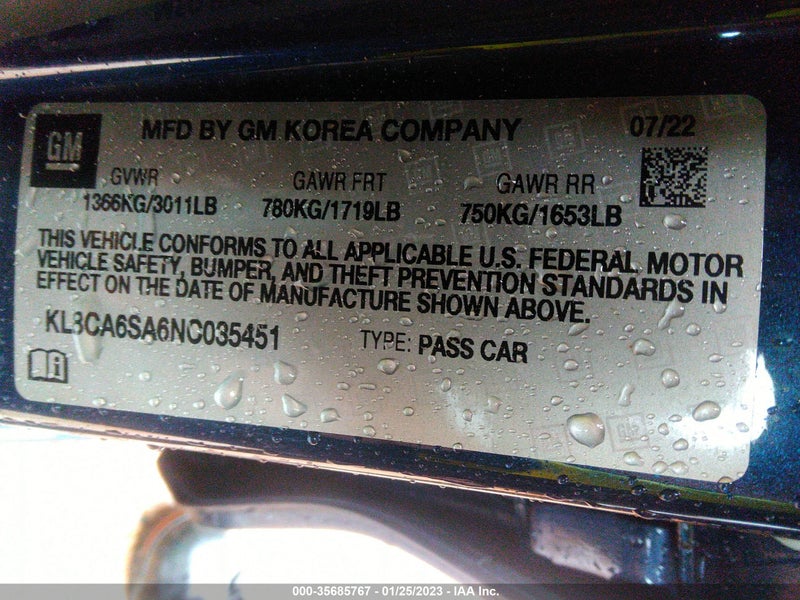 GM
MFD BY GM KOREA COMPANY 07/22
GVWR GAWR FRT GAWR RR
1366KG/3011LB 780KG/1719LB 750KG/1653LB
THIS VEHICLE CONFORMS TO ALL APPLICABLE U.S. FEDERAL MOTOR
VEHICLE SAFETY, BUMPER, AND THEFT PREVENTION STANDARDS IN
EFFECT ON THE DATE OF MANUFACTURE SHOWN ABOVE.
KL8CA6SA6NC035451 TYPE: PASS CAR
000-35685767 - 01/25/2023 - IAA Inc.